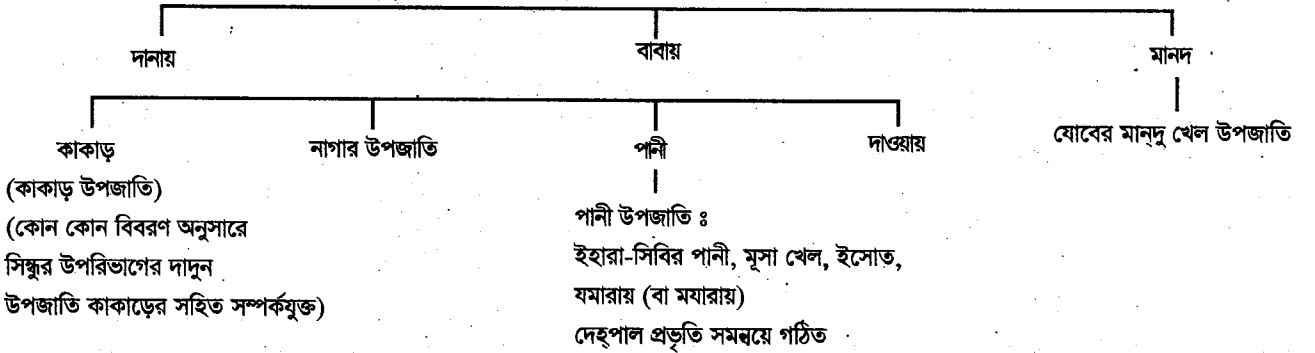 দানায়
বাবায়
মানদ
কাকাড়
নাগার উপজাতি
পানী
দাওয়ায়
যোবের মান্দু খেল উপজাতি
(কাকাড় উপজাতি)
(কোন কোন বিবরণ অনুসারে
সিন্ধুর উপরিভাগের দাদুন
উপজাতি কাকাড়ের সহিত সম্পর্কযুক্ত)
পানী উপজাতি ঃ
ইহারা-সিবির পানী, মূসা খেল, ইসোত,
যমারায় (বা মযারায়)
দেহ্পাল প্রভৃতি সমন্বয়ে গঠিত